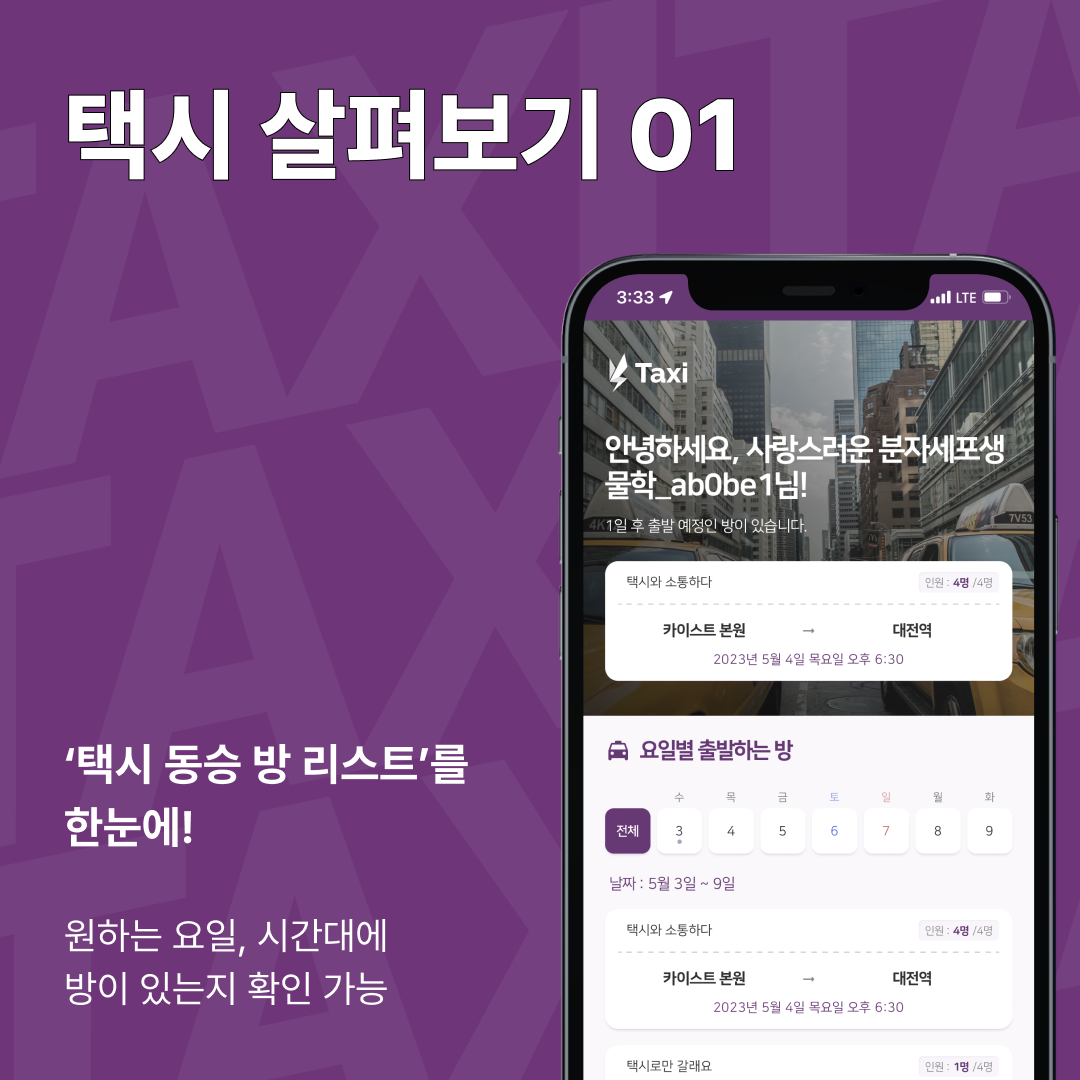 택시 살펴보기 01
‘택시 동승 방 리스트’를
한눈에!
원하는 요일, 시간대에
방이 있는지 확인 가능
3:33 LTE
Taxi
안녕하세요, 사랑스러운 분자세포생
물학_ab0be1님!
1일 후 출발 예정인 방이 있습니다.
4K
7V53
택시와 소통하다 인원 : 4명 /4명
카이스트 본원 → 대전역
2023년 5월 4일 목요일 오후 6:30
요일별 출발하는 방
수 목 금 토 일 월 화
전체 3 4 5 6 7 8 9
날짜 : 5월 3일 ~ 9일
택시와 소통하다 인원 : 4명 /4명
카이스트 본원 → 대전역
2023년 5월 4일 목요일 오후 6:30
택시로만 갈래요 인원 : 1명 /4명
TAXITA
TAXI
TAXI